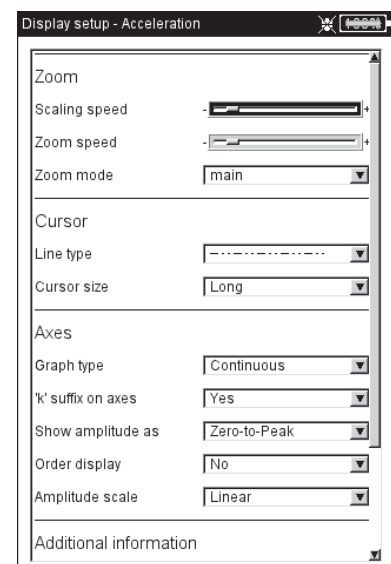 Display setup - Acceleration
Zoom
Scaling speed - +
Zoom speed - +
Zoom mode main
Cursor
Line type
Cursor size Long
Axes
Graph type Continuous
'k' suffix on axes Yes
Show amplitude as Zero-to-Peak
Order display No
Amplitude scale Linear
Additional information